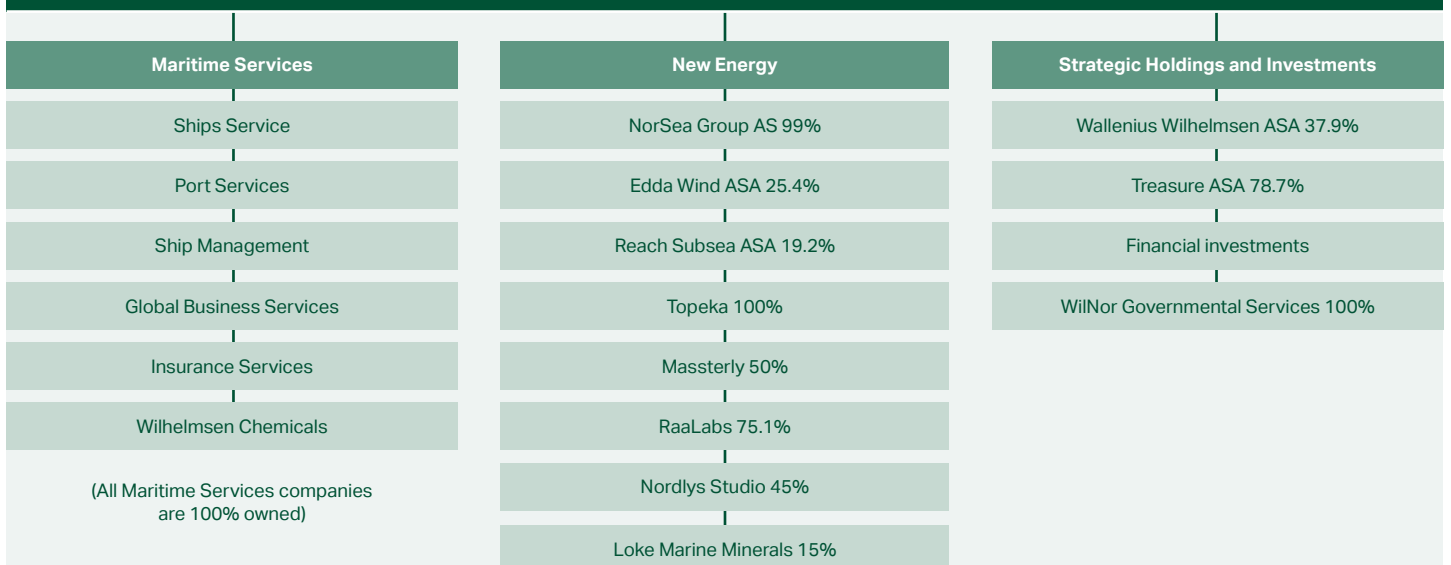 Maritime Services
Ships Service
Port Services
Ship Management
Global Business Services
Insurance Services
Wilhelmsen Chemicals
(All Maritime Services companies
are 100% owned)
New Energy
NorSea Group AS 99%
Edda Wind ASA 25.4%
Reach Subsea ASA 19.2%
Topeka 100%
Massterly 50%
RaaLabs 75.1%
Nordlys Studio 45%
Loke Marine Minerals 15%
Strategic Holdings and Investments
Wallenius Wilhelmsen ASA 37.9%
Treasure ASA 78.7%
Financial investments
WilNor Governmental Services 100%